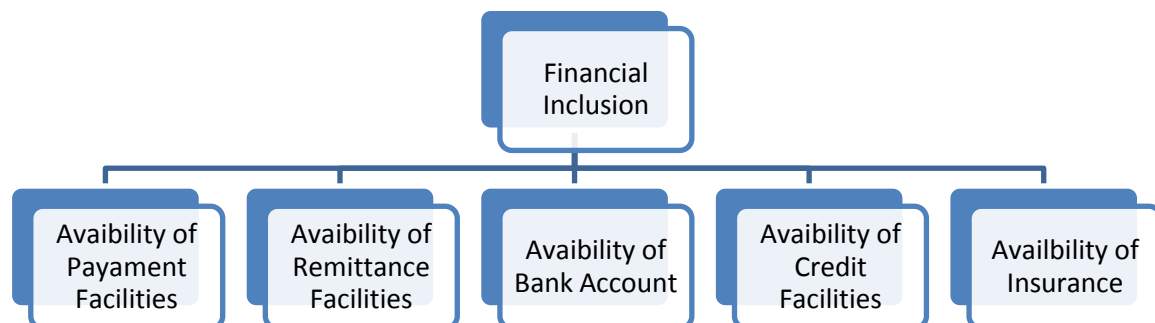 Financial
Inclusion
Avaibility of
Payament
Facilities
Avaibility of
Remittance
Facilities
Avaibility of
Bank Account
Avaibility of
Credit
Facilities
Availbility of
Insurance